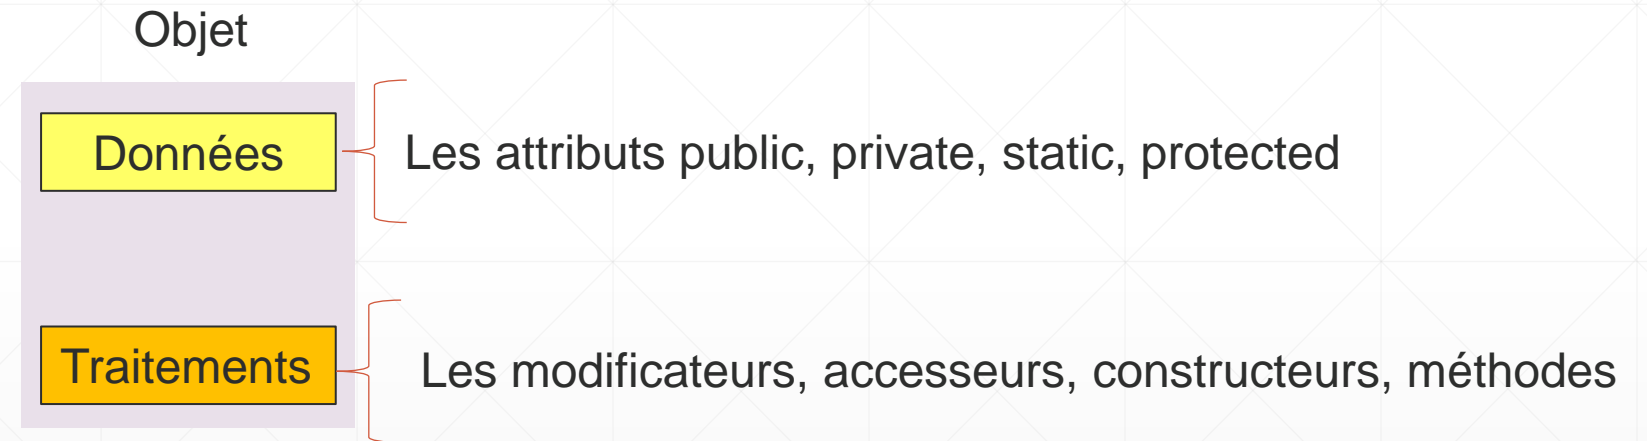 Objet
Données
Les attributs public, private, static, protected
Traitements
Les modificateurs, accesseurs, constructeurs, méthodes